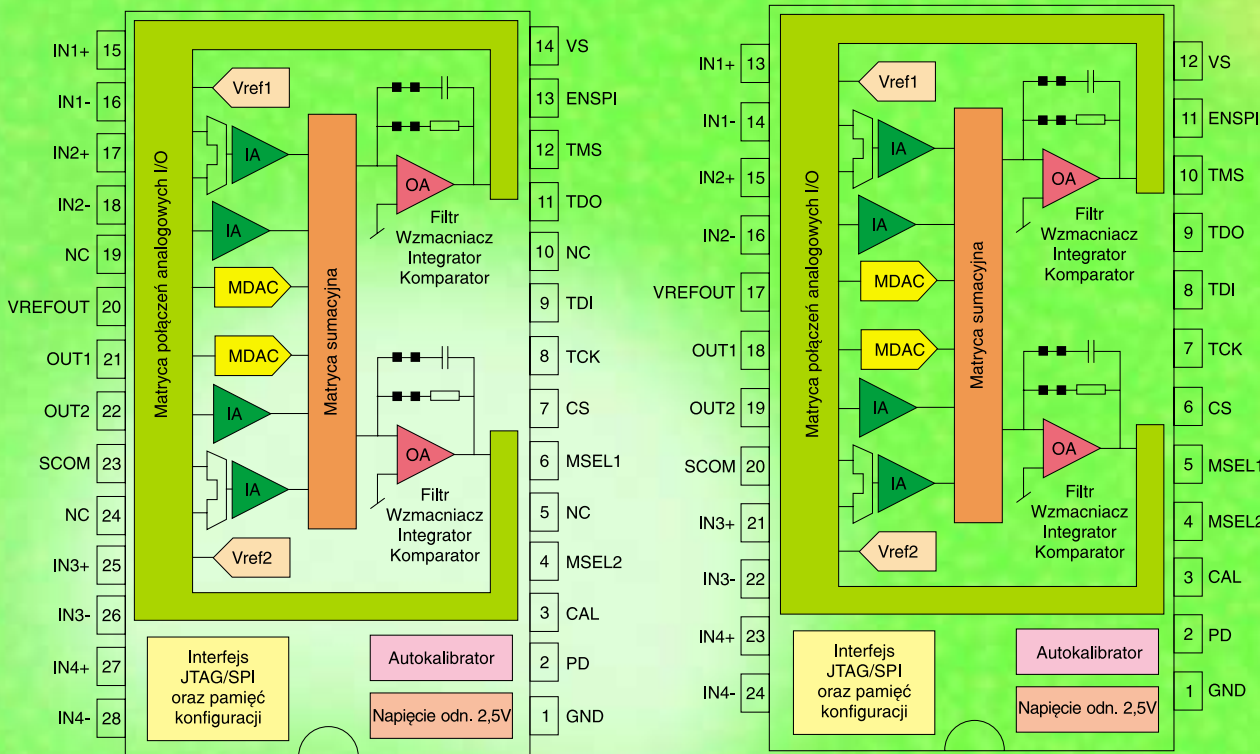 IN1+ 15
IN1- 16
IN2+ 17
IN2- 18
NC 19
VREFOUT 20
OUT1 21
OUT2 22
SCOM 23
NC 24
IN3+ 25
IN3- 26
IN4+ 27
IN4- 28
Matryca połączeń analogowych I/O
Vref1
IA
IA
MDAC
MDAC
IA
IA
Vref2
Matryca sumacyjna
OA
Filtr
Wzmacniacz
Integrator
Komparator
OA
Filtr
Wzmacniacz
Integrator
Komparator
14 VS
13 ENSPI
12 TMS
11 TDO
10 NC
9 TDI
8 TCK
7 CS
6 MSEL1
5 NC
4 MSEL2
3 CAL
2 PD
1 GND
Interfejs
JTAG/SPI
oraz pamięć
konfiguracji
Autokalibrator
Napięcie odn. 2,5V
IN1+ 13
IN1- 14
IN2+ 15
IN2- 16
VREFOUT 17
OUT1 18
OUT2 19
SCOM 20
IN3+ 21
IN3- 22
IN4+ 23
IN4- 24
Matryca połączeń analogowych I/O
Vref1
IA
IA
MDAC
MDAC
IA
IA
Vref2
Matryca sumacyjna
OA
Filtr
Wzmacniacz
Integrator
Komparator
OA
Filtr
Wzmacniacz
Integrator
Komparator
12 VS
11 ENSPI
10 TMS
9 TDO
8 TDI
7 TCK
6 CS
5 MSEL1
4 MSEL2
3 CAL
2 PD
1 GND
Interfejs
JTAG/SPI
oraz pamięć
konfiguracji
Autokalibrator
Napięcie odn. 2,5V